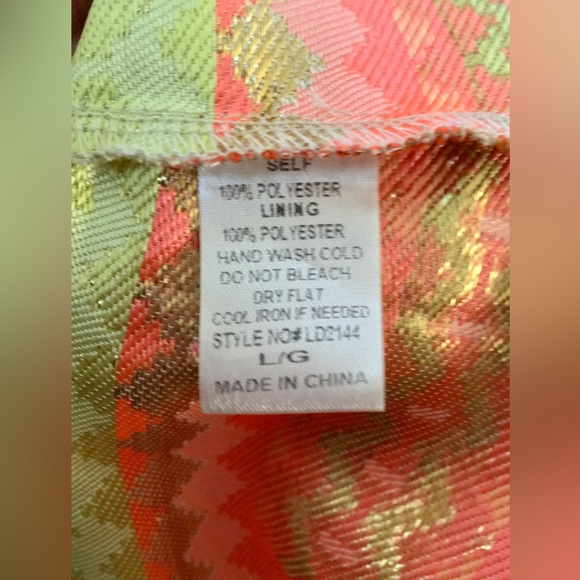 SELF
100% POLYESTER
LINING
100% POLYESTER
HAND WASH COLD
DO NOT BLEACH
DRY FLAT
COOL IRON IF NEEDED
STYLE NO# LD2144
L/G
MADE IN CHINA